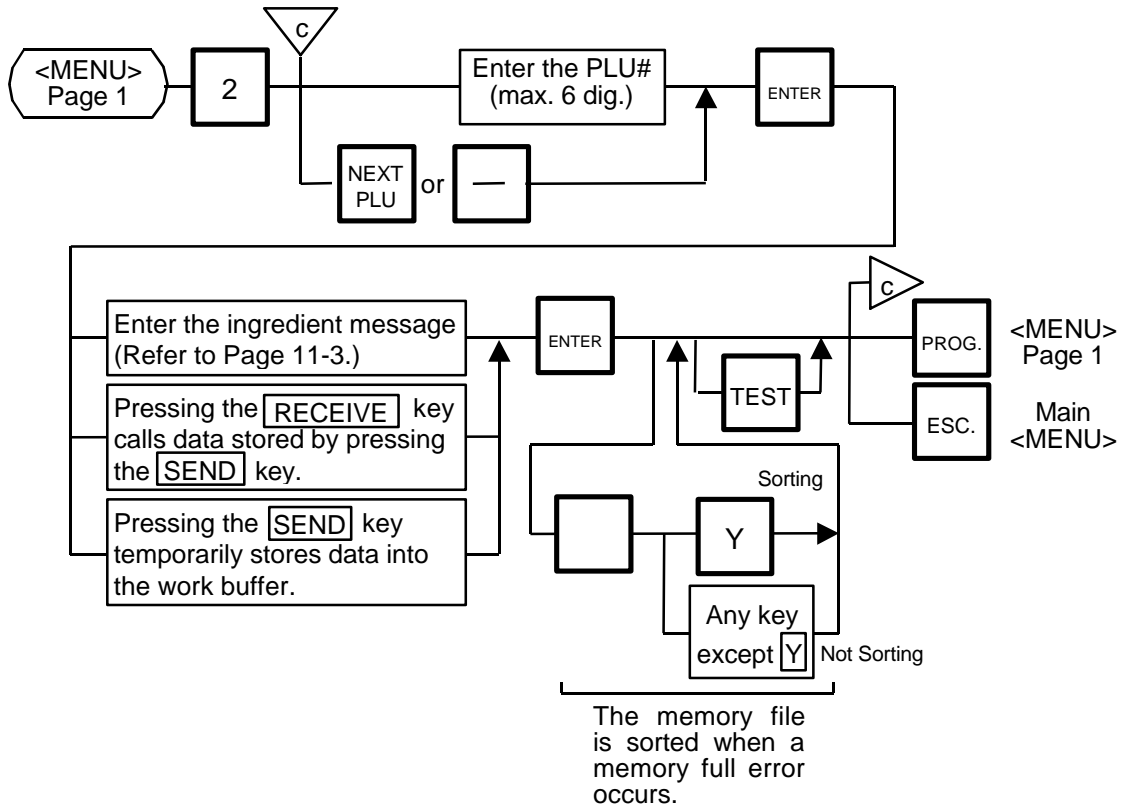 c
<MENU>
Page 1
2
Enter the PLU#
(max. 6 dig.)
ENTER
NEXT
PLU
or
—
Enter the ingredient message
(Refer to Page 11-3.)
Pressing the RECEIVE key
calls data stored by pressing
the SEND key.
Pressing the SEND key
temporarily stores data into
the work buffer.
ENTER
TEST
c
PROG.
<MENU>
Page 1
ESC.
Main
<MENU>
Sorting
Y
Any key
except Y
Not Sorting
The memory file
is sorted when a
memory full error
occurs.